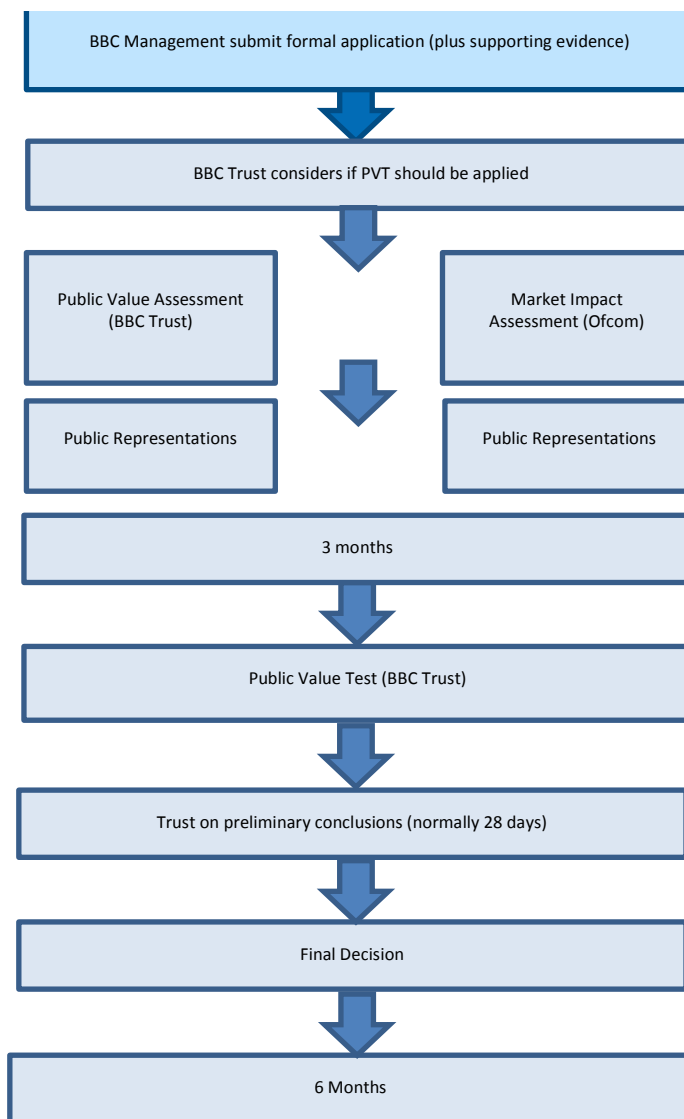 BBC Management submit formal application (plus supporting evidence)
BBC Trust considers if PVT should be applied
Public Value Assessment
(BBC Trust)
Market Impact
Assessment (Ofcom)
Public Representations
Public Representations
3 months
Public Value Test (BBC Trust)
Trust on preliminary conclusions (normally 28 days)
Final Decision
6 Months